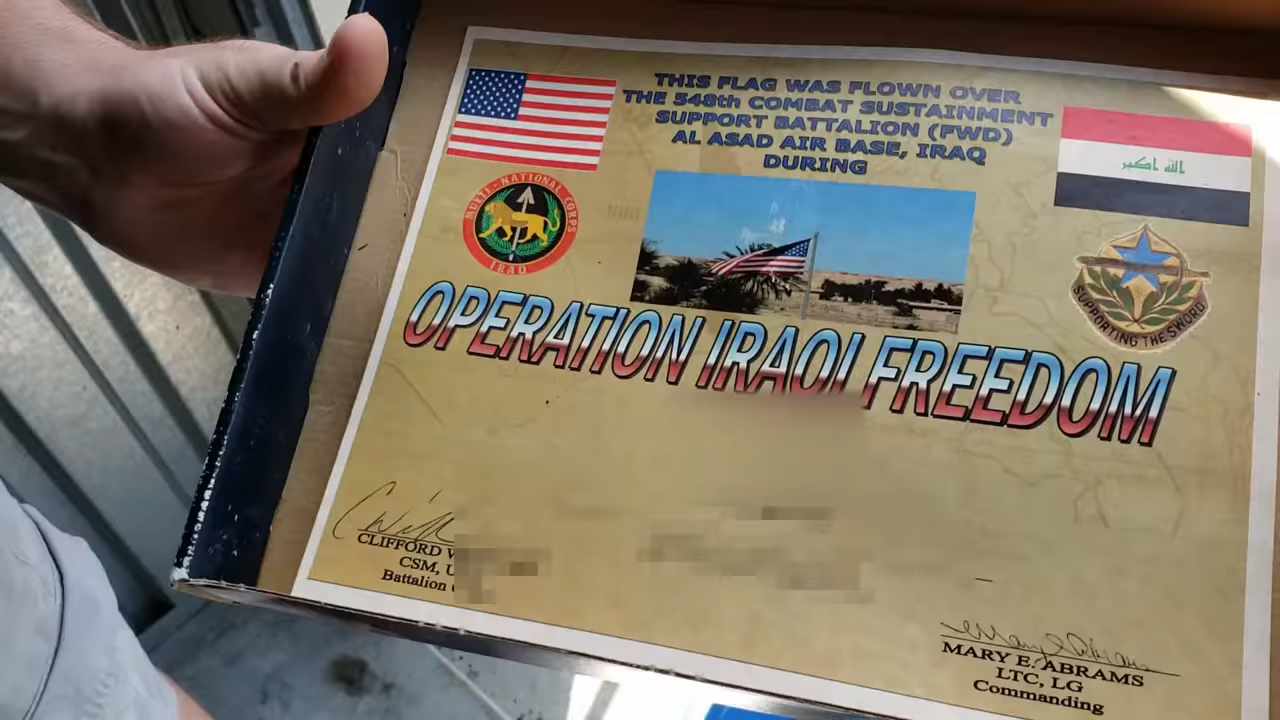 THIS FLAG WAS FLOWN OVER
THE 548th COMBAT SUSTAINMENT
SUPPORT BATTALION (FWD)
AL ASAD AIR BASE, IRAQ
DURING
الله اكبر
MULTI-NATIONAL CORPS
IRAQ
SUPPORTING THE SWORD
OPERATION IRAQI FREEDOM
CLIFFORD
CSM,
Battalion
MARY E. ABRAMS
LTC, LG
Commanding